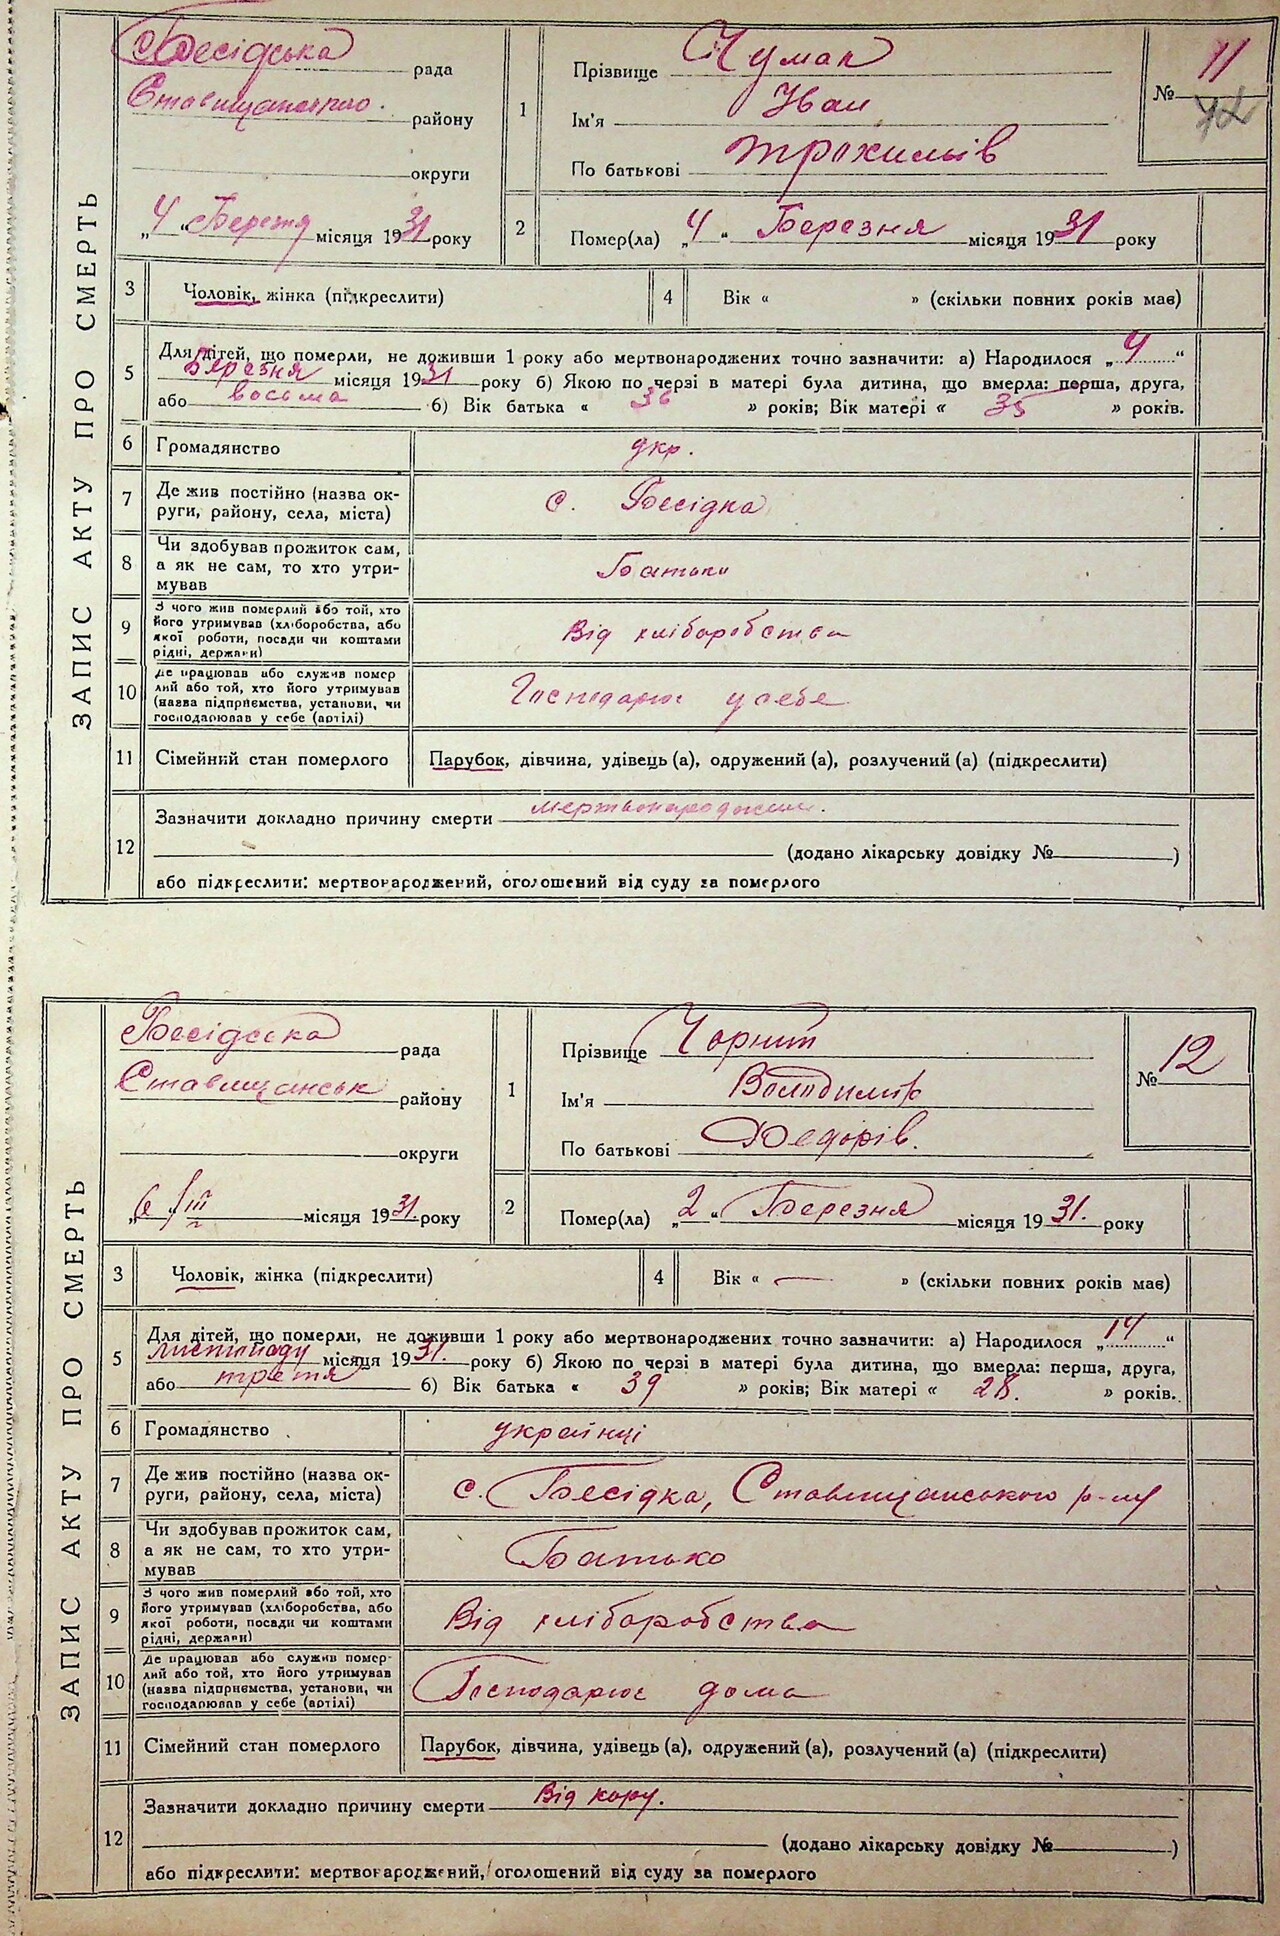 ЗАПИС АКТУ ПРО СМЕРТЬ
Бесідська рада
району
округи
„4“ Березня місяця 1931 року
1
Прізвище Чумак
Ім'я Іван
По батькові Трохимів
№ 11
12
2
Помер(ла) „4“ Березня місяця 1931 року
3
Чоловік, жінка (підкреслити)
4
Вік « » (скільки повних років має)
5
Для дітей, що померли, не доживши 1 року або мертвонароджених точно зазначити: а) Народилося „4“
Березня місяця 1931 року б) Якою по черзі в матері була дитина, що вмерла: перша, друга,
або восьма б) Вік батька « 36 » років; Вік матері « 35 » років.
6
Громадянство укр.
7
Де жив постійно (назва ок-
руги, району, села, міста)
с. Бесідка
8
Чи здобував прожиток сам,
а як не сам, то хто утри-
мував
Батьки
9
З чого жив померлий або той, хто
його утримував (хліборобства, або
якої роботи, посади чи коштами
рідні, держави)
Від хліборобства
10
Де працював або служив помер
лий або той, хто його утримував
(назва підприємства, установи, чи
господарював у себе (артілі)
Господарює у себе
11
Сімейний стан померлого
Парубок, дівчина, удівець (а), одружений (а), розлучений (а) (підкреслити)
12
Зазначити докладно причину смерти мертвонароджений.
(додано лікарську довідку № )
або підкреслити: мертвонароджений, оголошений від суду за померлого
ЗАПИС АКТУ ПРО СМЕРТЬ
Бесідська рада
Ставищанськ району
округи
„6“ / III місяця 1931. року
1
Прізвище Чорний
Ім'я Володимир
По батькові Федорів.
№ 12
2
Помер(ла) „2“ Березня місяця 1931. року
3
Чоловік, жінка (підкреслити)
4
Вік « — » (скільки повних років має)
5
Для дітей, що померли, не доживши 1 року або мертвонароджених точно зазначити: а) Народилося „14“
Листопаду місяця 1931. року б) Якою по черзі в матері була дитина, що вмерла: перша, друга,
або третя б) Вік батька « 39 » років; Вік матері « 28. » років.
6
Громадянство українці
7
Де жив постійно (назва ок-
руги, району, села, міста)
с. Бесідка, Ставищанського р-ну
8
Чи здобував прожиток сам,
а як не сам, то хто утри-
мував
Батько
9
З чого жив померлий або той, хто
його утримував (хліборобства, або
якої роботи, посади чи коштами
рідні, держави)
Від хліборобства
10
Де працював або служив помер-
лий або той, хто його утримував
(назва підприємства, установи, чи
господарював у себе (артілі)
Господарює дома
11
Сімейний стан померлого
Парубок, дівчина, удівець (а), одружений (а), розлучений (а) (підкреслити)
12
Зазначити докладно причину смерти Від кору.
(додано лікарську довідку № )
або підкреслити: мертвонароджений, оголошений від суду за померлого